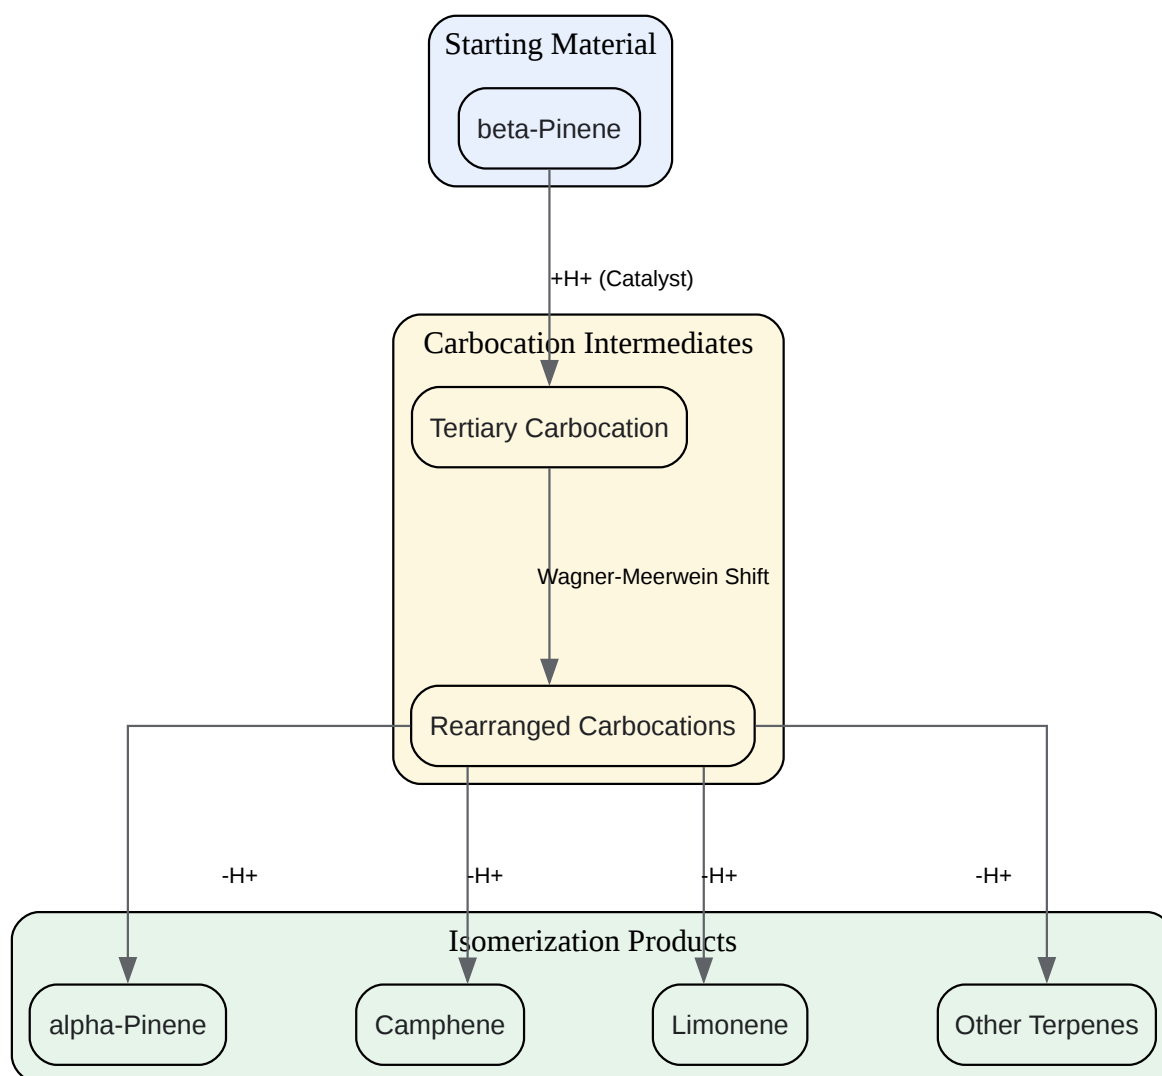 Starting Material
beta-Pinene
+H+ (Catalyst)
Carbocation Intermediates
Tertiary Carbocation
Wagner-Meerwein Shift
Rearranged Carbocations
-H+
-H+
-H+
-H+
Isomerization Products
alpha-Pinene
Camphene
Limonene
Other Terpenes